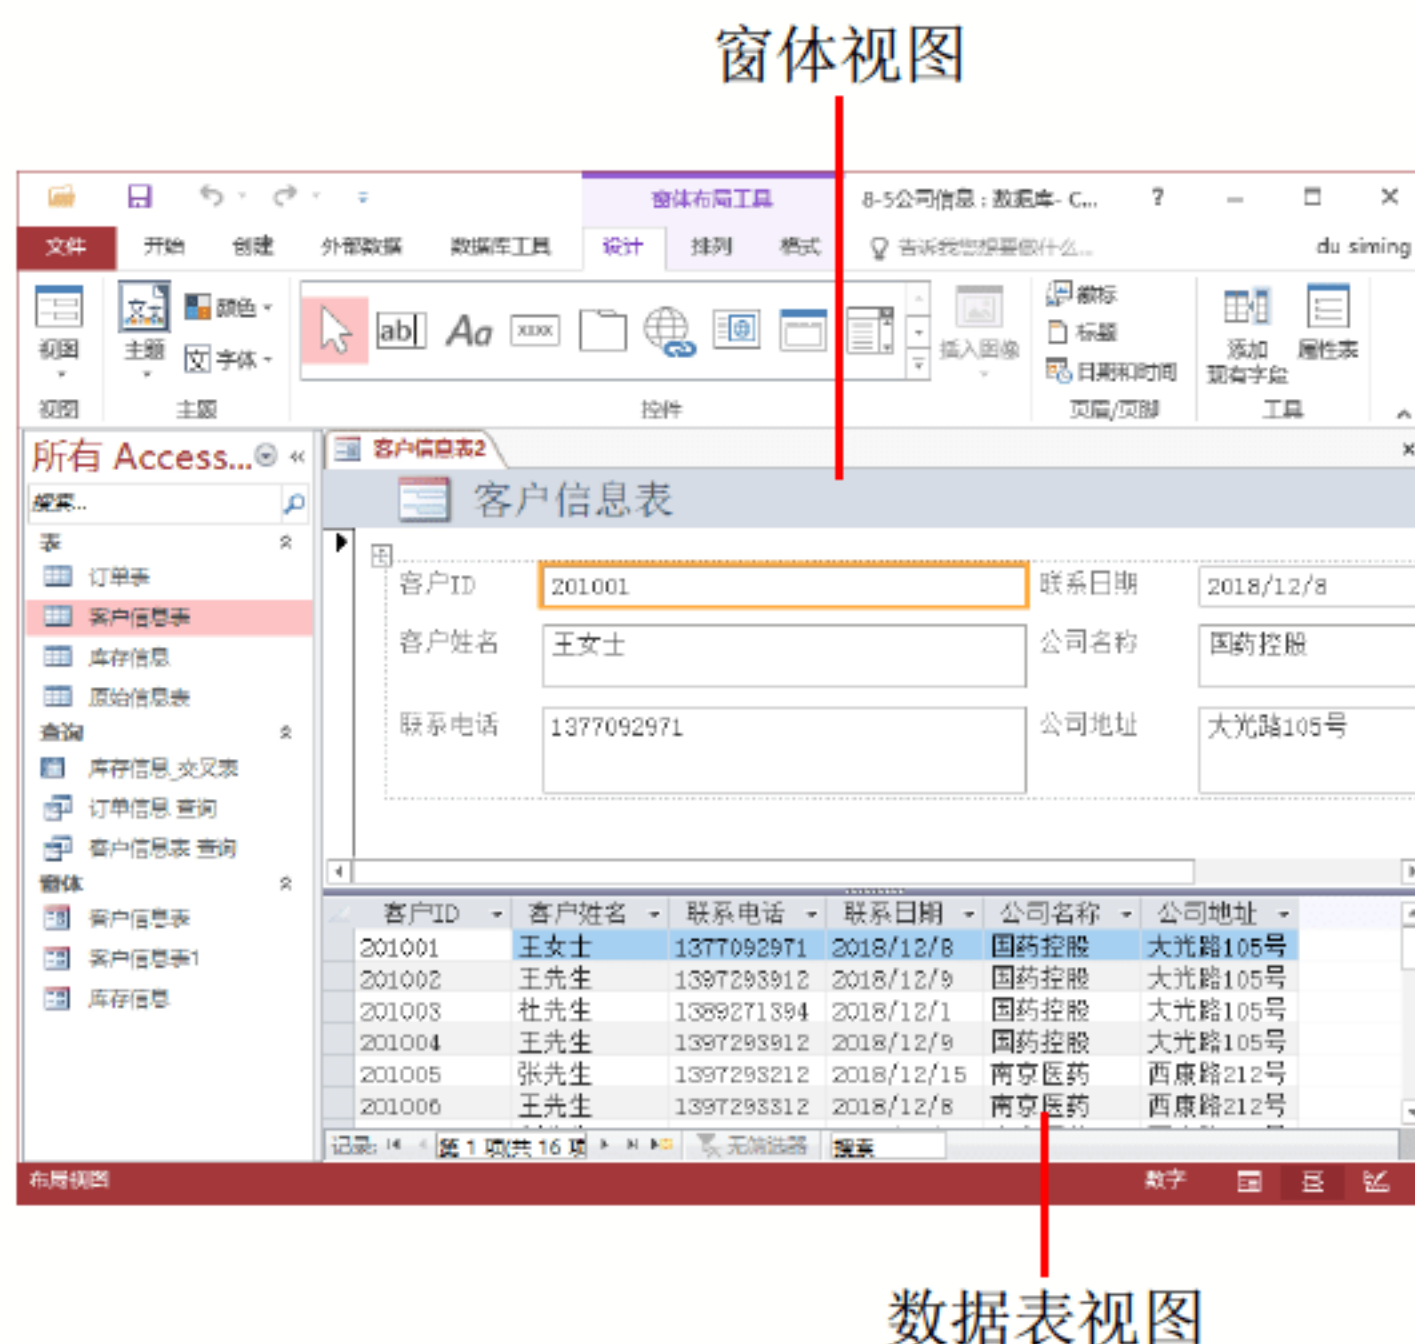 窗体视图
窗体布局工具
8-5公司信息 : 数据库- C...
?
文件 开始 创建 外部数据 数据库工具 设计 排列 格式 告诉我您想要做什么... du siming
视图 主题 颜色 字体 ab Aa xxxx 插入图像 徽标 标题 日期和时间 添加现有字段 属性表
视图 主题 控件 页眉/页脚 工具
所有 Access...
搜索...
表
订单表
客户信息表
库存信息
原始信息表
查询
库存信息_交叉表
订单信息 查询
客户信息表 查询
窗体
客户信息表
客户信息表1
库存信息
客户信息表2
客户信息表
客户ID 201001 联系日期 2018/12/8
客户姓名 王女士 公司名称 国药控股
联系电话 1377092971 公司地址 大光路105号
客户ID 客户姓名 联系电话 联系日期 公司名称 公司地址
201001 王女士 1377092971 2018/12/8 国药控股 大光路105号
201002 王先生 1397293912 2018/12/9 国药控股 大光路105号
201003 杜先生 1389271394 2018/12/1 国药控股 大光路105号
201004 王先生 1397293912 2018/12/9 国药控股 大光路105号
201005 张先生 1397293212 2018/12/15 南京医药 西康路212号
201006 王先生 1397293312 2018/12/8 南京医药 西康路212号
记录: 第 1 项(共 16 项 无筛选器 搜索
布局视图 数字
数据表视图